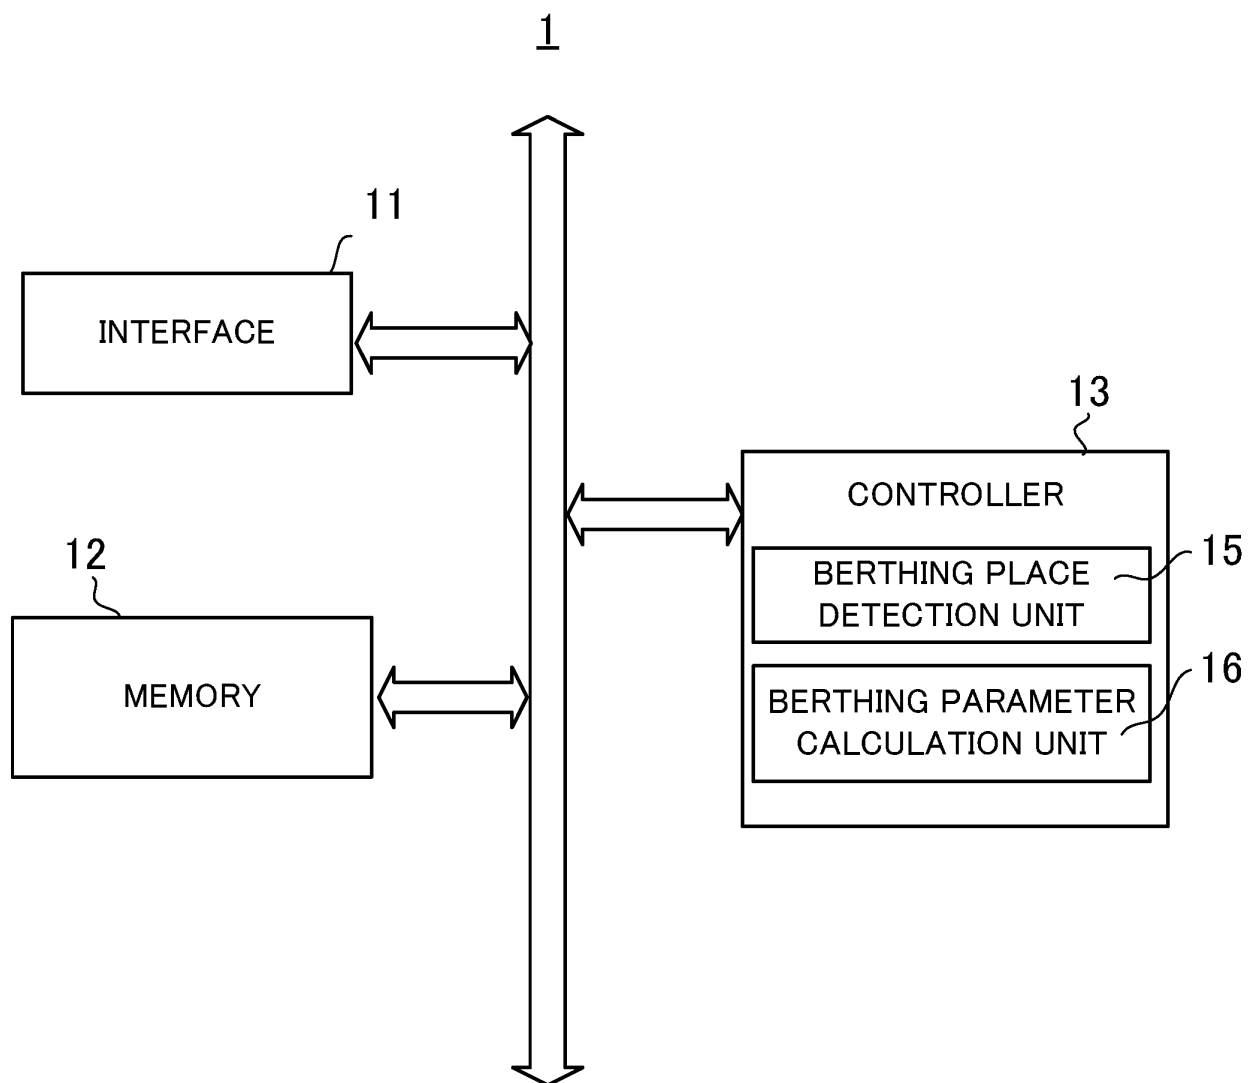 1
11
INTERFACE
13
CONTROLLER
12
15
BERTHING PLACE
DETECTION UNIT
MEMORY
16
BERTHING PARAMETER
CALCULATION UNIT